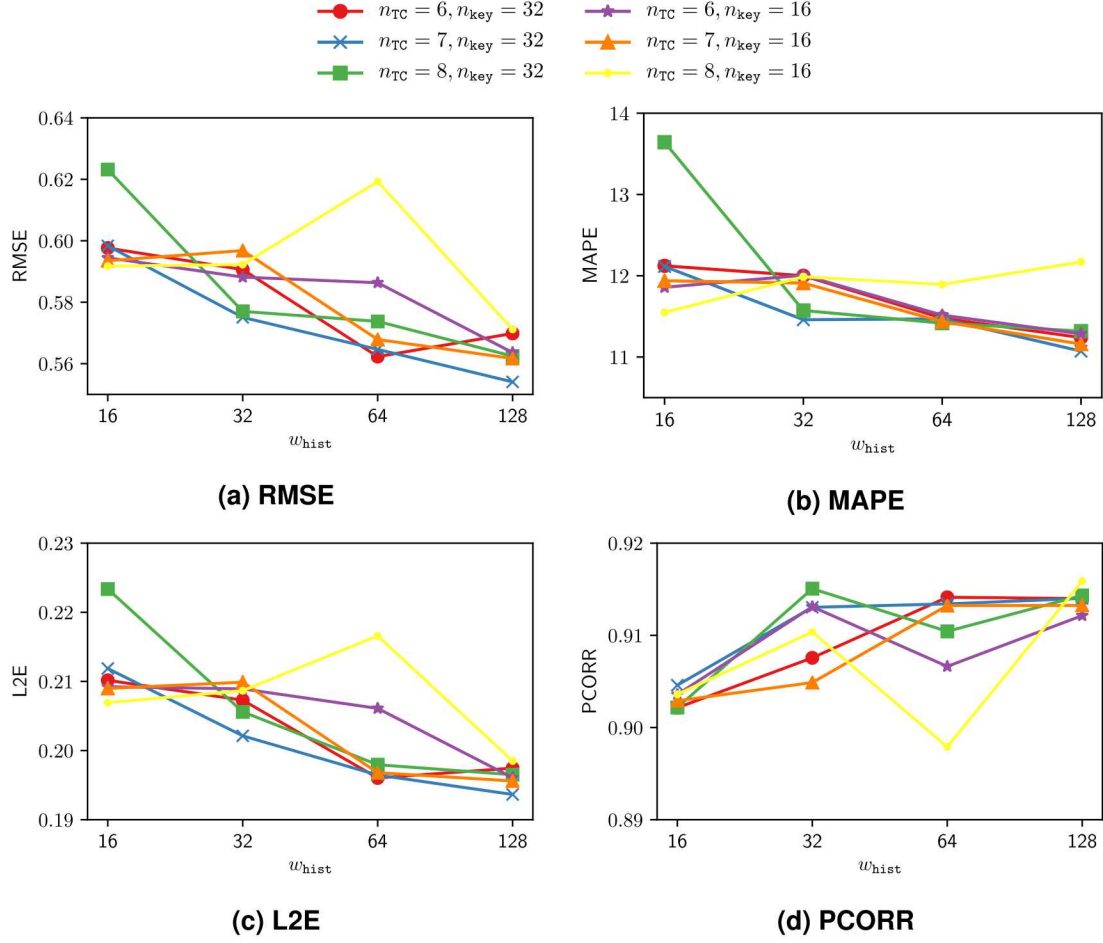 n_TC = 6, n_key = 32
n_TC = 7, n_key = 32
n_TC = 8, n_key = 32
n_TC = 6, n_key = 16
n_TC = 7, n_key = 16
n_TC = 8, n_key = 16
0.64
0.62
0.60
0.58
0.56
RMSE
16 32 64 128
w_hist
(a) RMSE
14
13
12
11
MAPE
16 32 64 128
w_hist
(b) MAPE
0.23
0.22
0.21
0.20
0.19
L2E
16 32 64 128
w_hist
(c) L2E
0.92
0.91
0.90
0.89
PCORR
16 32 64 128
w_hist
(d) PCORR